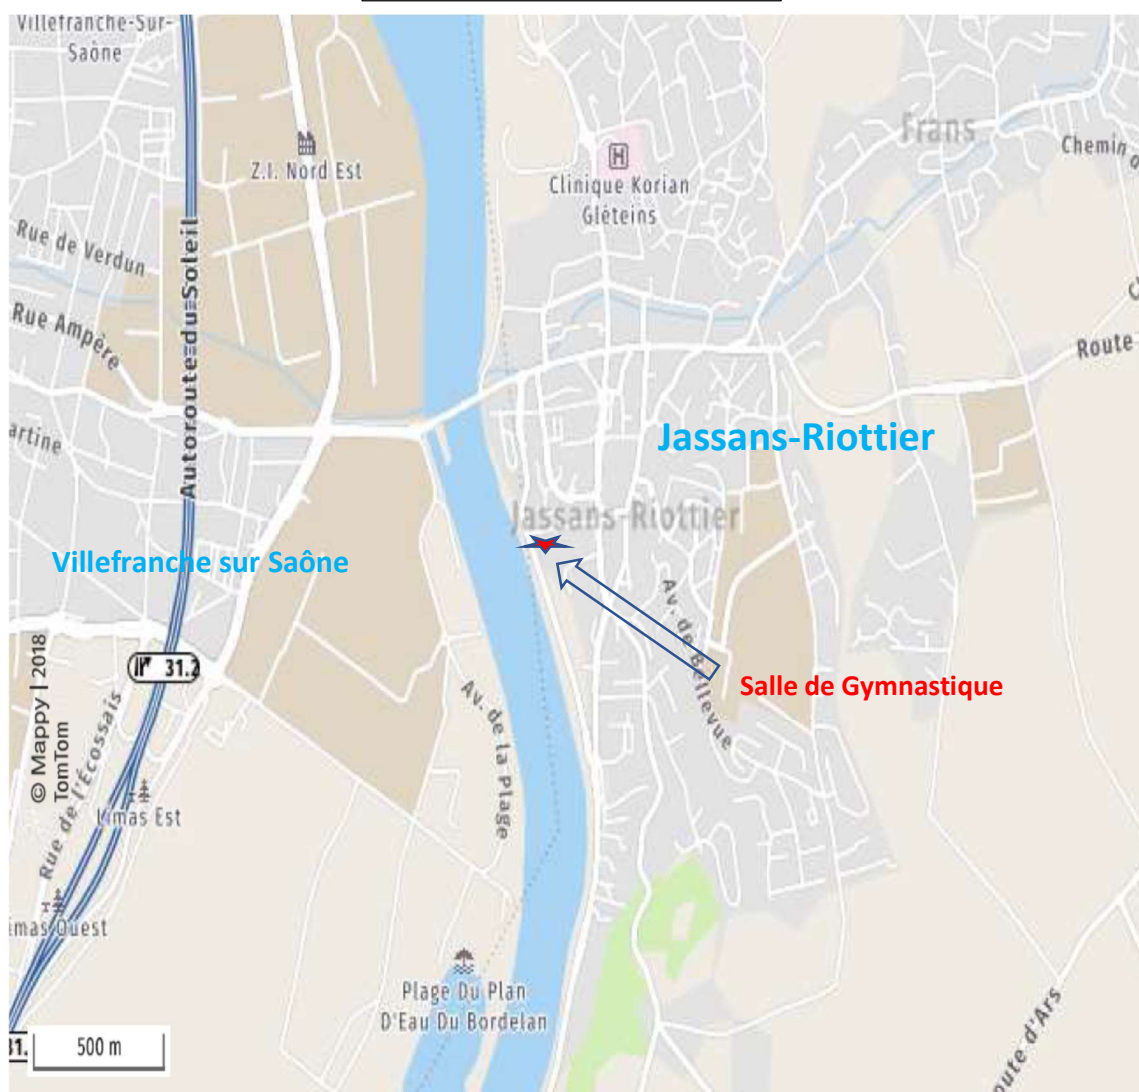 Villefranche-Sur-
Saône
Z.I. Nord Est
Frans
Chemin d
Clinique Korian
Gléteins
Rue de Verdun
Autoroute du Soleil
Rue Ampère
Route
artine
Jassans-Riottier
Jassans-Riottier
Villefranche sur Saône
Av. de Bellevue
31.2
Salle de Gymnastique
© Mappy | 2018
TomTom
Rue de l'Écossais
Av. de la Plage
Limas Est
imas Ouest
Plage Du Plan
D'Eau Du Bordelan
Route d'Ars
31.
500 m